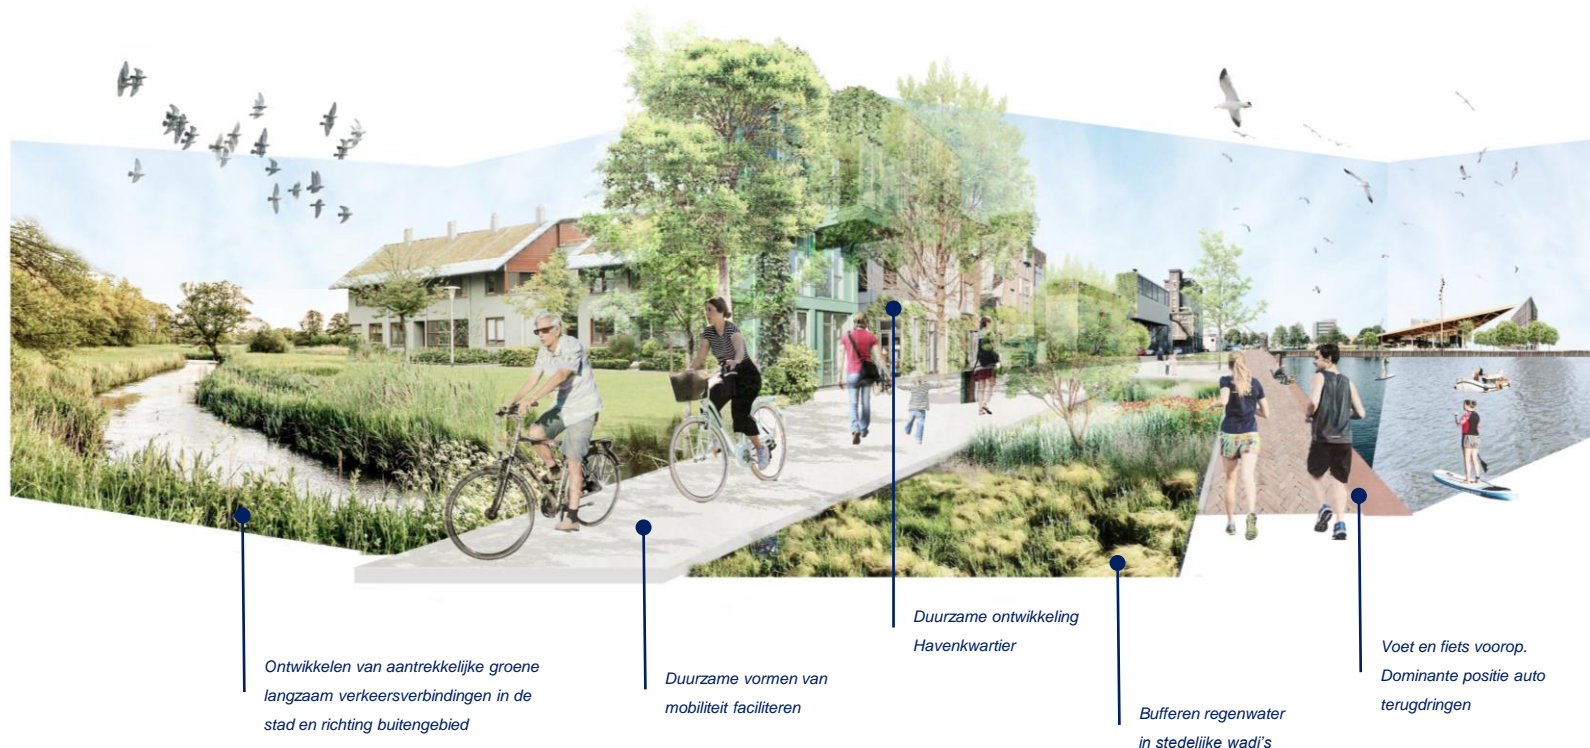 Ontwikkelen van aantrekkelijke groene
langzaam verkeersverbindingen in de
stad en richting buitengebied
Duurzame vormen van
mobiliteit faciliteren
Duurzame ontwikkeling
Havenkwartier
Bufferen regenwater
in stedelijke wadi's
Voet en fiets voorop.
Dominante positie auto
terugdringen